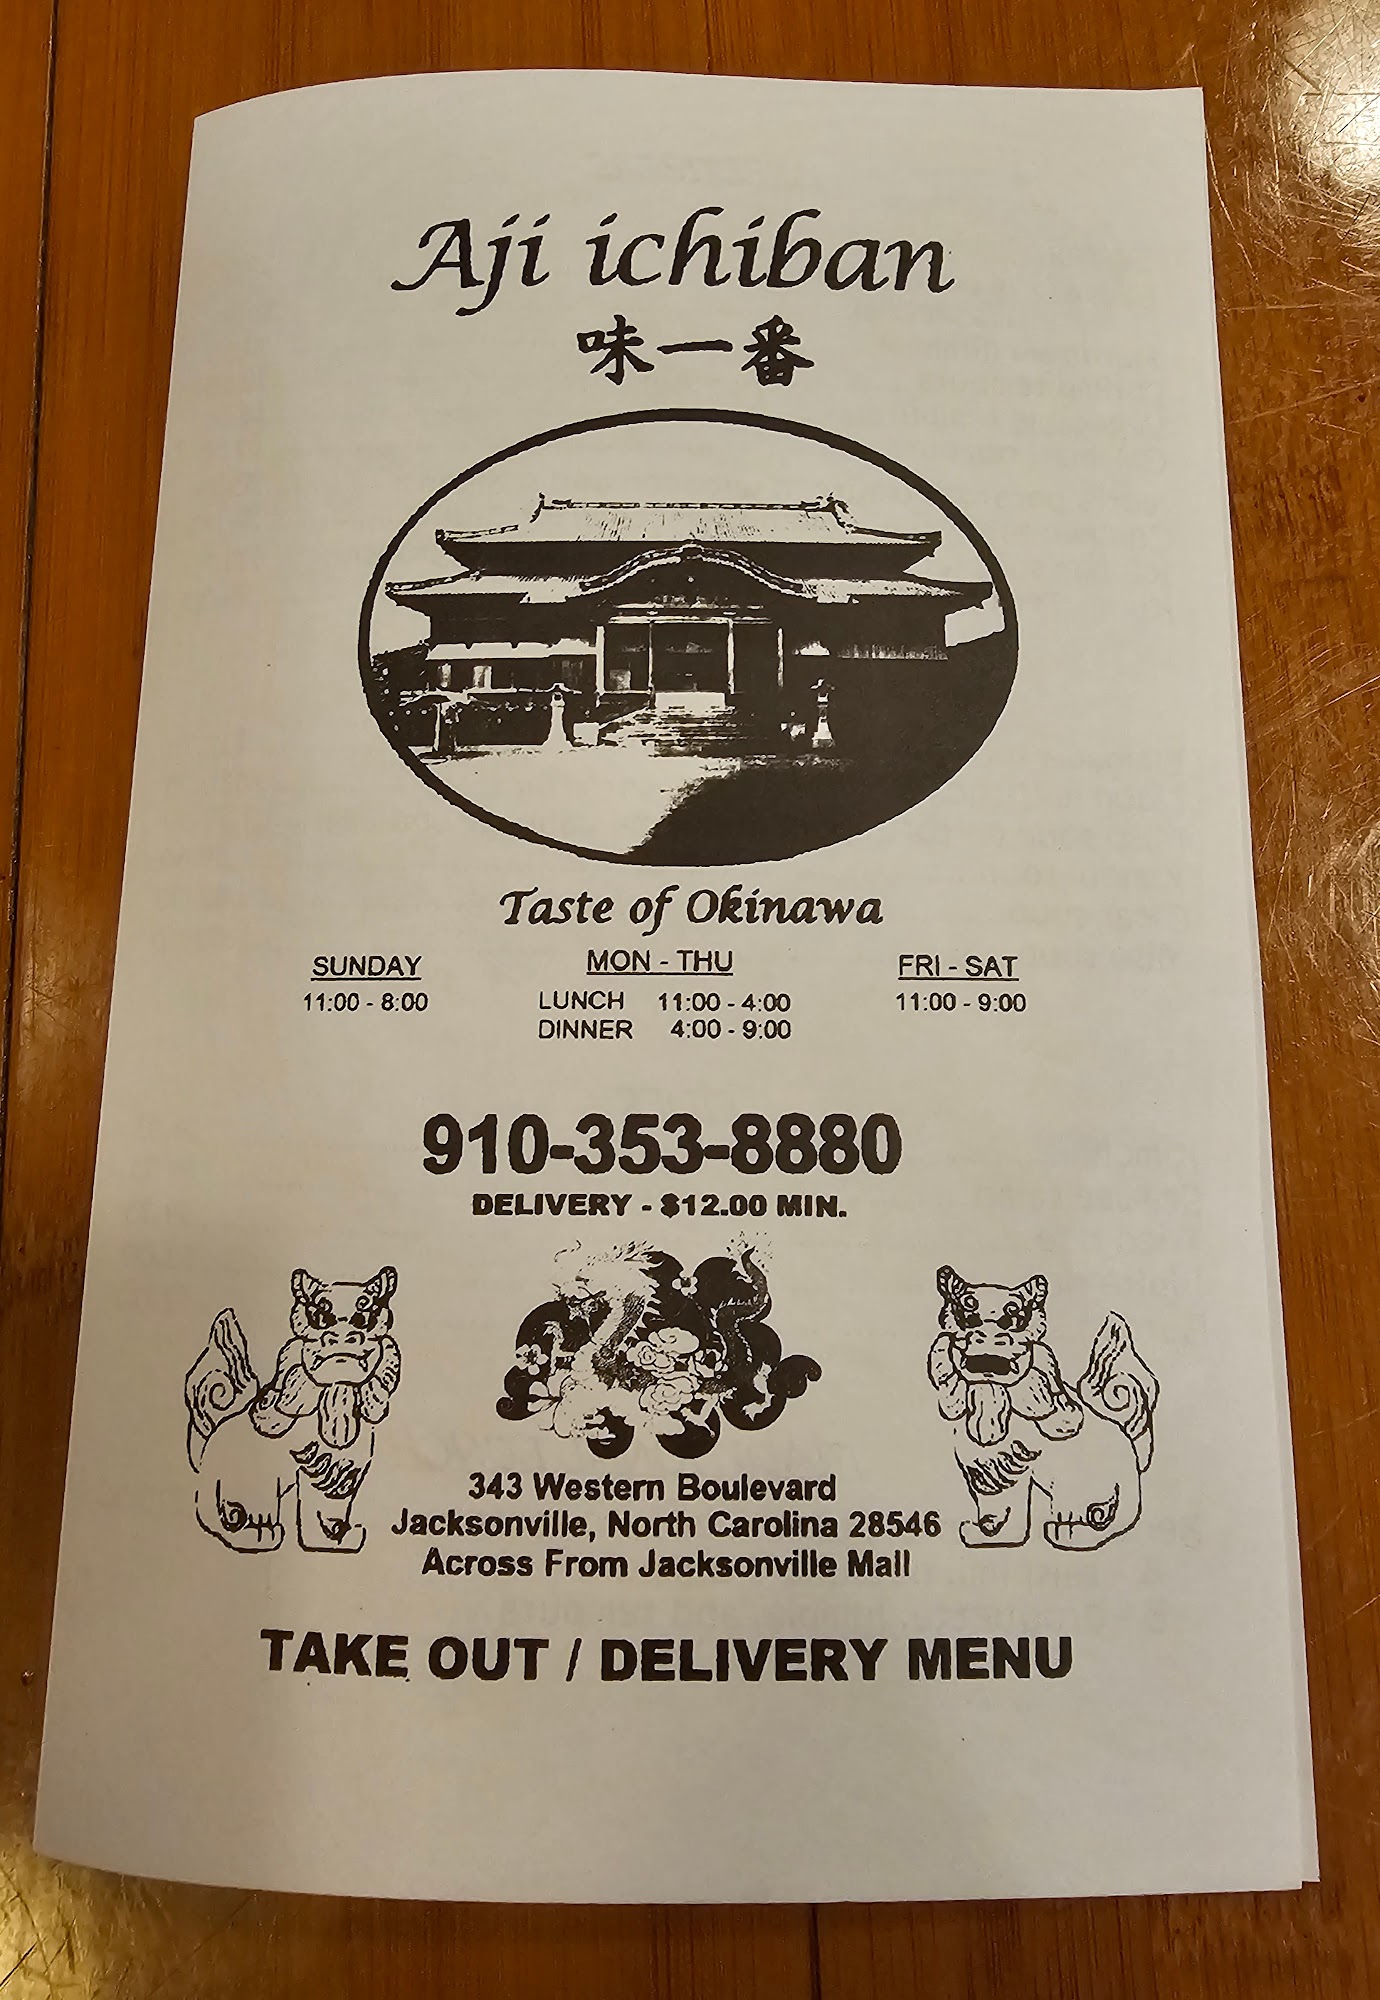 Aji ichiban
味一番
Taste of Okinawa
SUNDAY
11:00 - 8:00
MON - THU
LUNCH 11:00 - 4:00
DINNER 4:00 - 9:00
FRI - SAT
11:00 - 9:00
910-353-8880
DELIVERY - $12.00 MIN.
343 Western Boulevard
Jacksonville, North Carolina 28546
Across From Jacksonville Mall
TAKE OUT / DELIVERY MENU